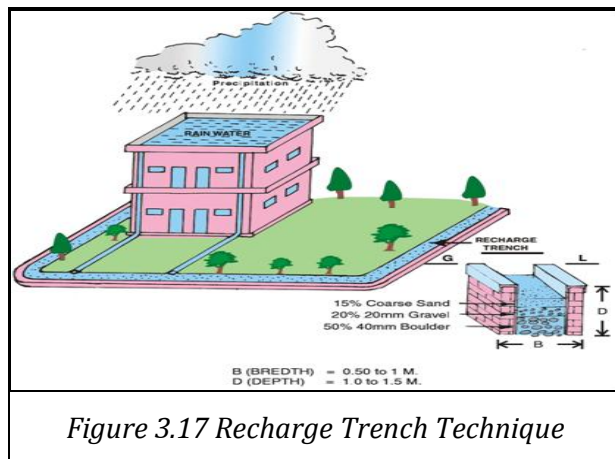 Precipitation
RAIN WATER
RECHARGE
TRENCH
G L
15% Coarse Sand
20% 20mm Gravel
50% 40mm Boulder
D
B
B (BREDTH) = 0.50 to 1 M.
D (DEPTH) = 1.0 to 1.5 M.
Figure 3.17 Recharge Trench Technique